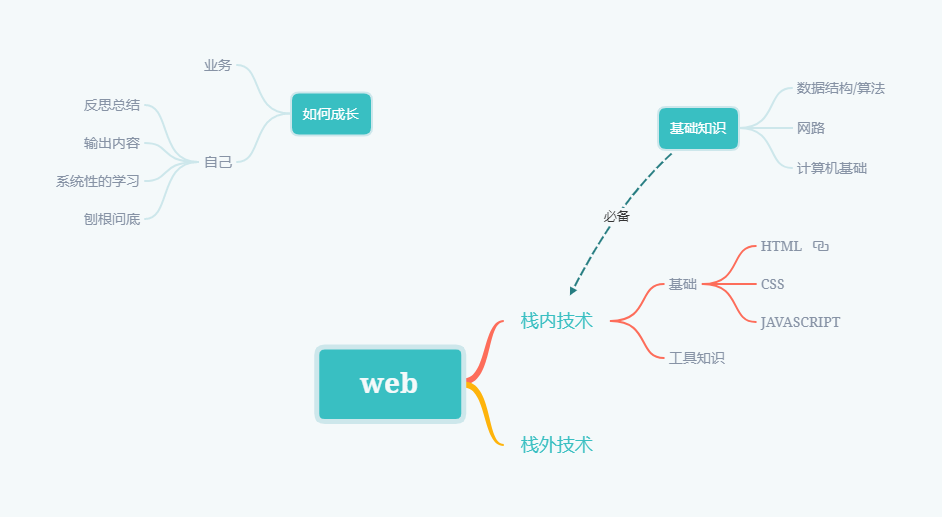 业务
如何成长
反思总结
输出内容
自己
系统性的学习
刨根问底
数据结构/算法
基础知识
网路
计算机基础
必备
HTML
基础
CSS
栈内技术
JAVASCRIPT
工具知识
web
栈外技术